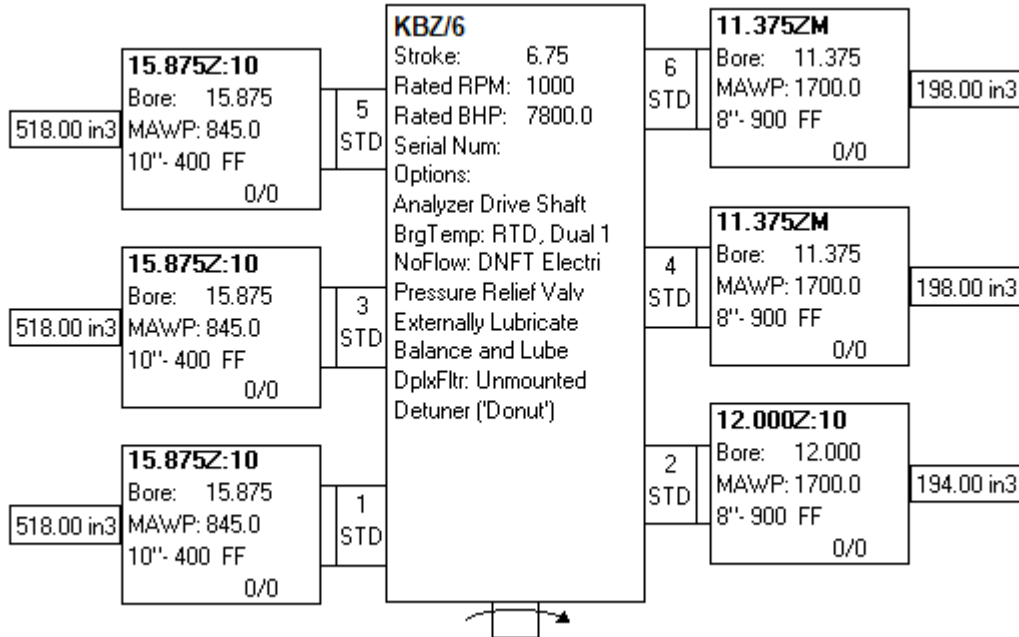 KBZ/6
Stroke: 6.75
Rated RPM: 1000
Rated BHP: 7800.0
Serial Num:
Options:
Analyzer Drive Shaft
BrgTemp: RTD, Dual 1
NoFlow: DNFT Electri
Pressure Relief Valv
Externally Lubricate
Balance and Lube
DplxFltr: Unmounted
Detuner ('Donut')
518.00 in3
15.875Z:10
Bore: 15.875
MAWP: 845.0
10"- 400 FF
0/0
5
STD
518.00 in3
15.875Z:10
Bore: 15.875
MAWP: 845.0
10"- 400 FF
0/0
3
STD
518.00 in3
15.875Z:10
Bore: 15.875
MAWP: 845.0
10"- 400 FF
0/0
1
STD
6
STD
11.375ZM
Bore: 11.375
MAWP: 1700.0
8"- 900 FF
0/0
198.00 in3
4
STD
11.375ZM
Bore: 11.375
MAWP: 1700.0
8"- 900 FF
0/0
198.00 in3
2
STD
12.000Z:10
Bore: 12.000
MAWP: 1700.0
8"- 900 FF
0/0
194.00 in3